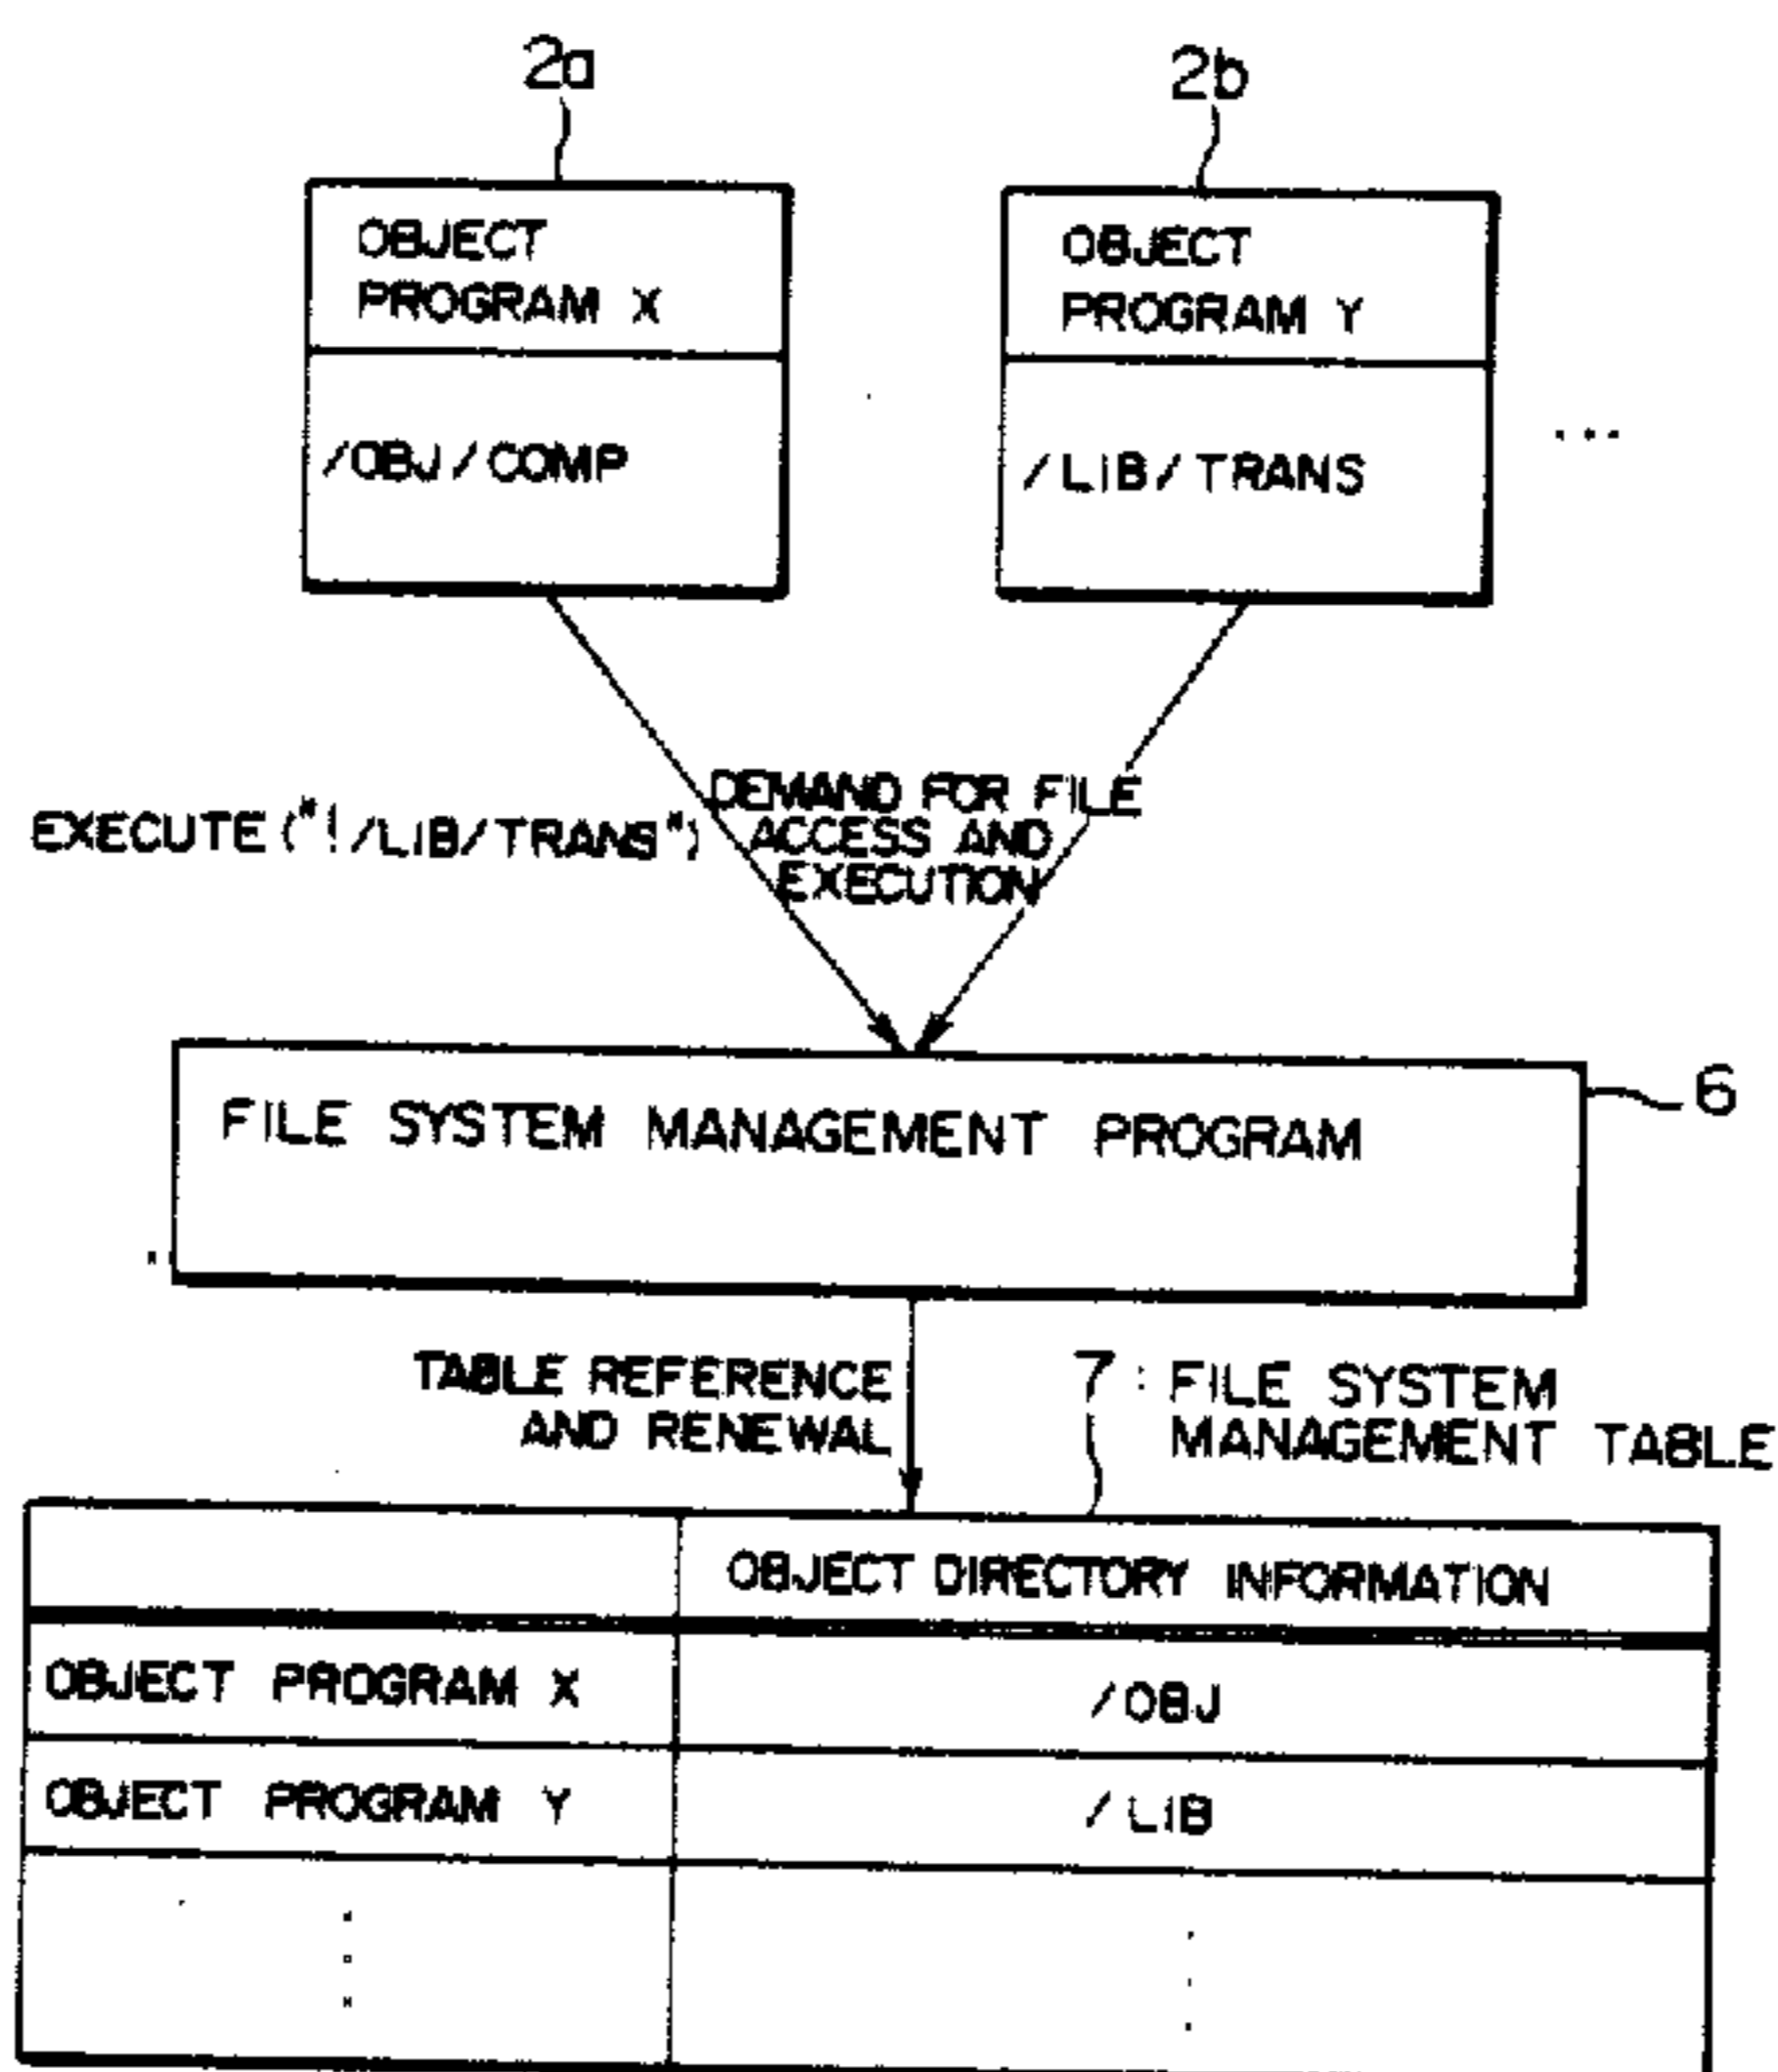 2a
2b
OBJECT
PROGRAM X
OBJECT
PROGRAM Y
/OBJ/COMP
/LIB/TRANS
...
EXECUTE ("!/LIB/TRANS")
DEMAND FOR FILE
ACCESS AND
EXECUTION
FILE SYSTEM MANAGEMENT PROGRAM
6
TABLE REFERENCE
AND RENEWAL
7: FILE SYSTEM
MANAGEMENT TABLE
OBJECT DIRECTORY INFORMATION
OBJECT PROGRAM X
/OBJ
OBJECT PROGRAM Y
/LIB